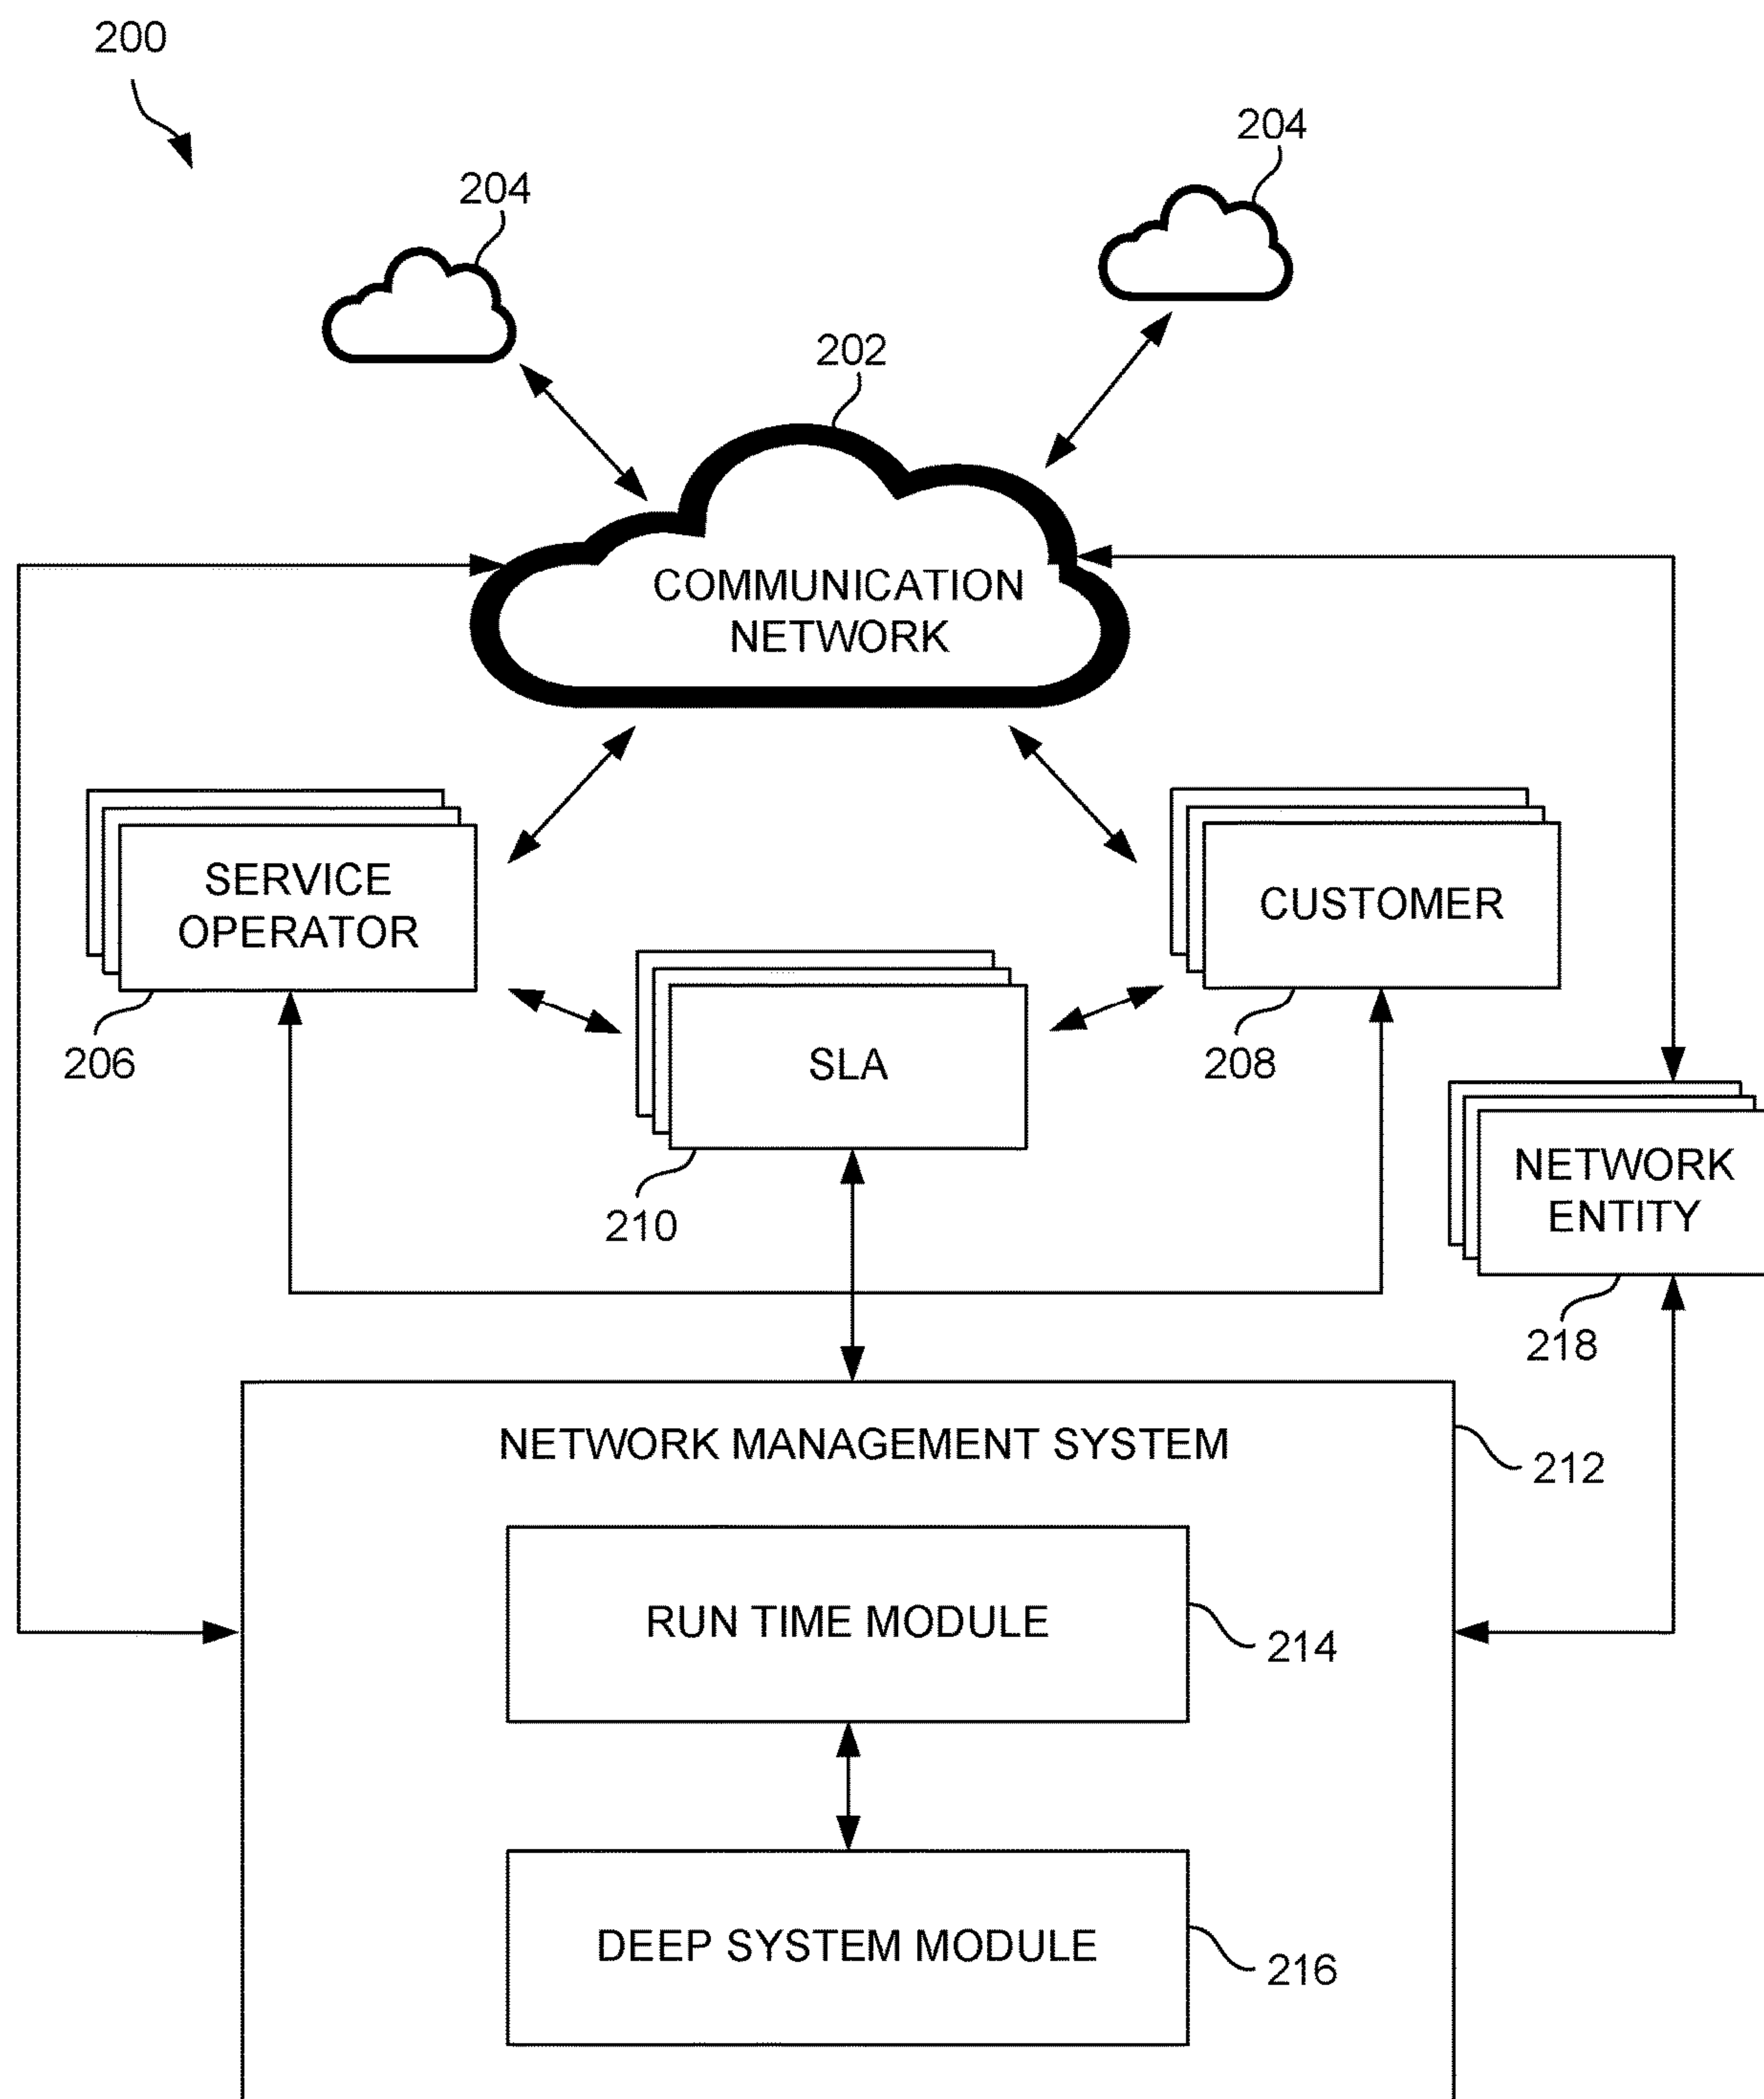 200
204
204
202
COMMUNICATION
NETWORK
SERVICE
OPERATOR
CUSTOMER
206
SLA
208
NETWORK
ENTITY
210
218
NETWORK MANAGEMENT SYSTEM
212
RUN TIME MODULE
214
DEEP SYSTEM MODULE
216